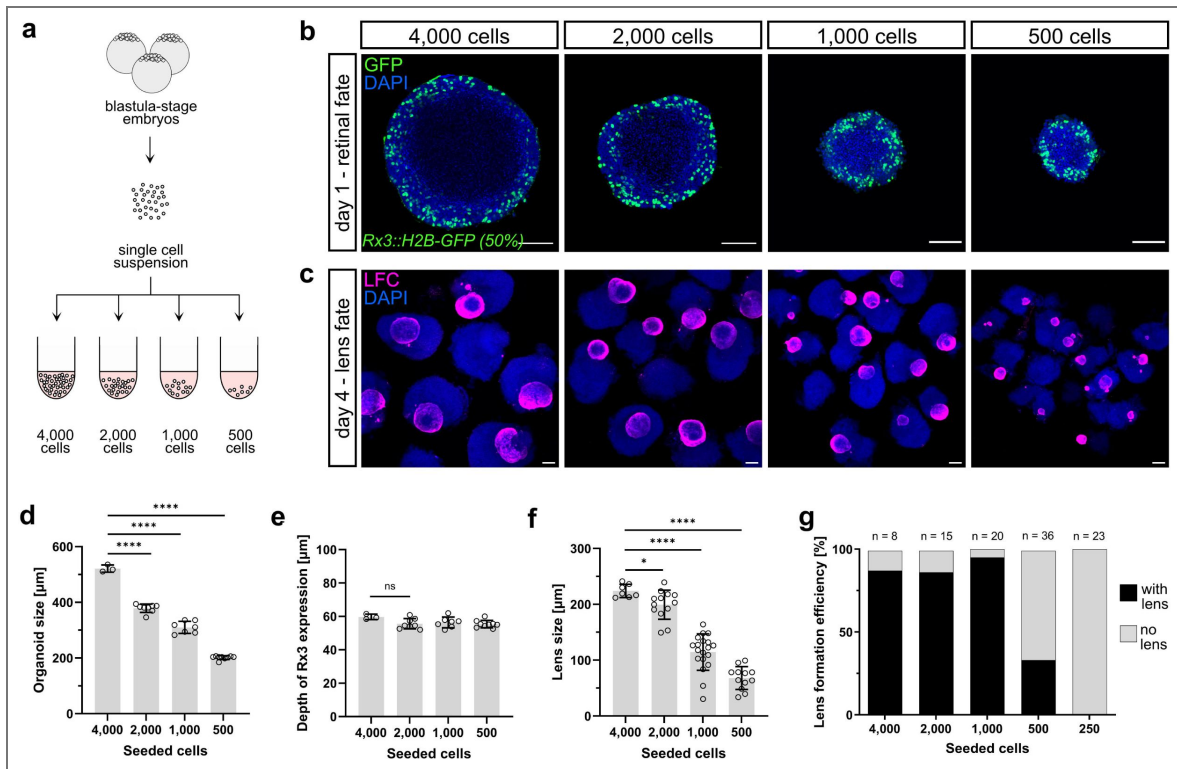 a
blastula-stage
embryos
single cell
suspension
4,000
cells
2,000
cells
1,000
cells
500
cells
b
4,000 cells
2,000 cells
1,000 cells
500 cells
day 1 - retinal fate
GFP
DAPI
Rx3::H2B-GFP (50%)
c
day 4 - lens fate
LFC
DAPI
d
Organoid size [µm]
600
400
200
0
****
****
****
4,000
2,000
1,000
500
Seeded cells
e
Depth of Rx3 expression [µm]
100
80
60
40
20
0
ns
4,000
2,000
1,000
500
Seeded cells
f
Lens size [µm]
300
200
100
0
****
****
*
4,000
2,000
1,000
500
Seeded cells
g
Lens formation efficiency [%]
100
50
0
n = 8
n = 15
n = 20
n = 36
n = 23
4,000
2,000
1,000
500
250
Seeded cells
with
lens
no
lens